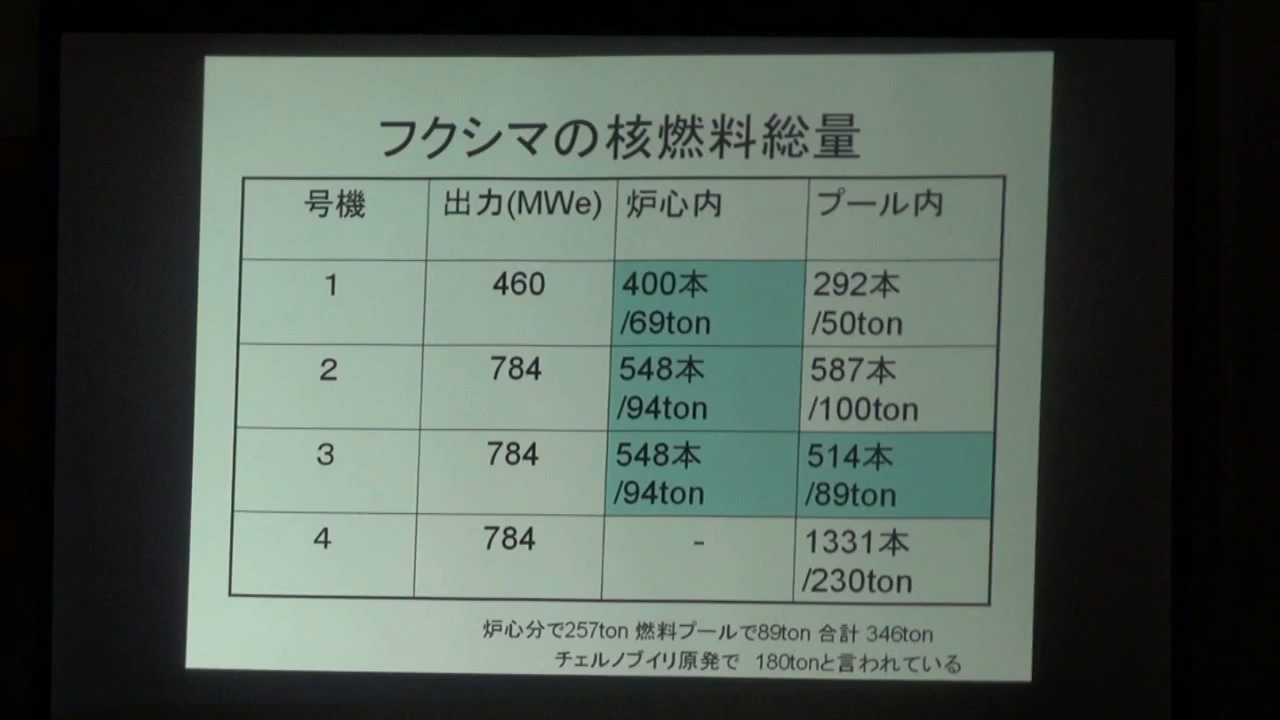 フクシマの核燃料総量
号機 出力(MWe) 炉心内 プール内
1 460 400本 292本
/69ton /50ton
2 784 548本 587本
/94ton /100ton
3 784 548本 514本
/94ton /89ton
4 784 - 1331本
/230ton
炉心分で257ton 燃料プールで89ton 合計 346ton
チェルノブイリ原発で 180tonと言われている